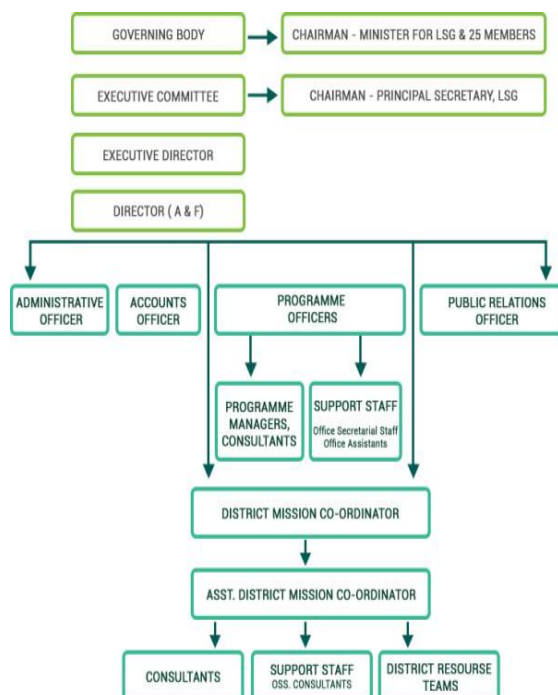 GOVERNING BODY
CHAIRMAN - MINISTER FOR LSG & 25 MEMBERS
EXECUTIVE COMMITTEE
CHAIRMAN - PRINCIPAL SECRETARY, LSG
EXECUTIVE DIRECTOR
DIRECTOR ( A & F)
ADMINISTRATIVE
OFFICER
ACCOUNTS
OFFICER
PROGRAMME
OFFICERS
PUBLIC RELATIONS
OFFICER
PROGRAMME
MANAGERS,
CONSULTANTS
SUPPORT STAFF
Office Secretarial Staff
Office Assistants
DISTRICT MISSION CO-ORDINATOR
ASST. DISTRICT MISSION CO-ORDINATOR
CONSULTANTS
SUPPORT STAFF
OSS. CONSULTANTS
DISTRICT RESOURSE
TEAMS